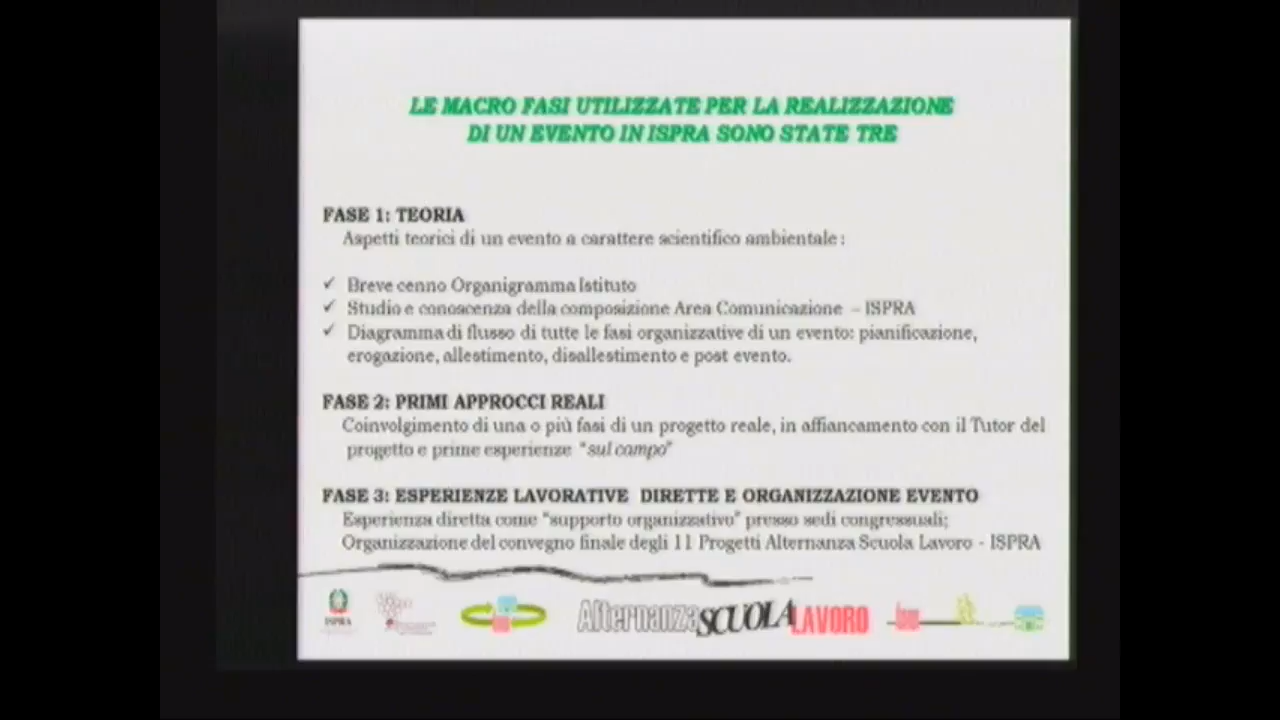 LE MACRO FASI UTILIZZATE PER LA REALIZZAZIONE
DI UN EVENTO IN ISPRA SONO STATE TRE
FASE 1: TEORIA
Aspetti teorici di un evento a carattere scientifico ambientale:
✓ Breve cenno Organigramma Istituto
✓ Studio e conoscenza della composizione Area Comunicazione – ISPRA
✓ Diagramma di flusso di tutte le fasi organizzative di un evento: pianificazione,
erogazione, allestimento, disallestimento e post evento.
FASE 2: PRIMI APPROCCI REALI
Coinvolgimento di una o più fasi di un progetto reale, in affiancamento con il Tutor del
progetto e prime esperienze "sul campo"
FASE 3: ESPERIENZE LAVORATIVE DIRETTE E ORGANIZZAZIONE EVENTO
Esperienza diretta come "supporto organizzativo" presso sedi congressuali;
Organizzazione del convegno finale degli 11 Progetti Alternanza Scuola Lavoro - ISPRA
ISPRA
Alternanza SCUOLA LAVORO